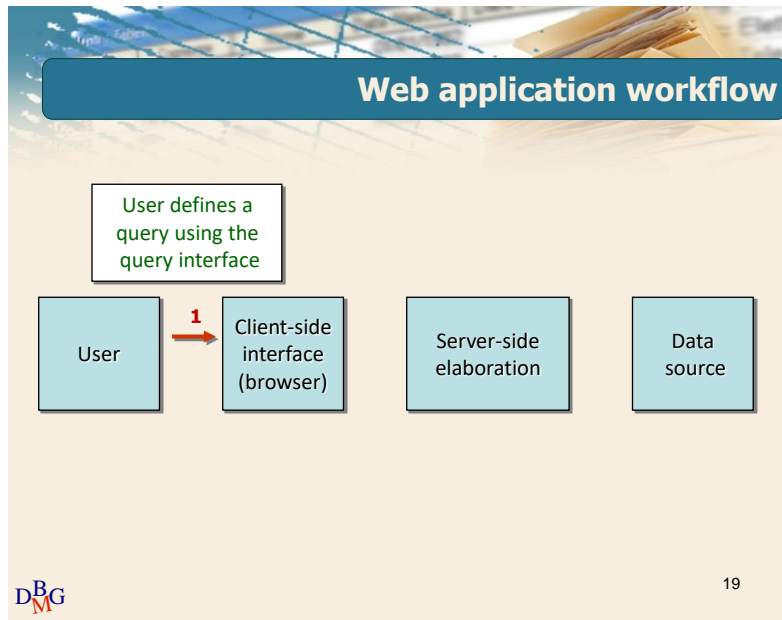 Web application workflow
User defines a
query using the
query interface
1
User
Client-side
interface
(browser)
Server-side
elaboration
Data
source
19
DBMG